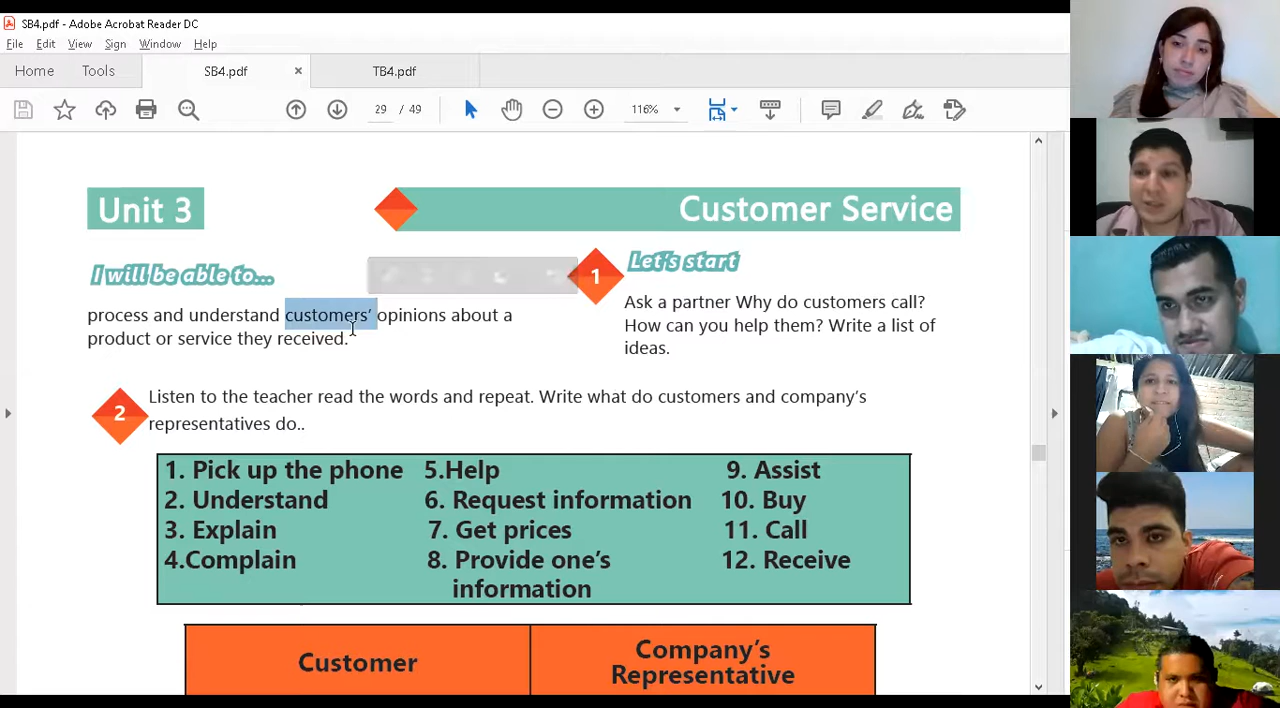 SB4.pdf - Adobe Acrobat Reader DC
File Edit View Sign Window Help
Home Tools SB4.pdf × TB4.pdf
29 / 49 116%
Unit 3
Customer Service
I will be able to...
process and understand customers’ opinions about a
product or service they received.
1
Let's start
Ask a partner Why do customers call?
How can you help them? Write a list of
ideas.
2
Listen to the teacher read the words and repeat. Write what do customers and company’s
representatives do..
1. Pick up the phone
2. Understand
3. Explain
4.Complain
5.Help
6. Request information
7. Get prices
8. Provide one’s
information
9. Assist
10. Buy
11. Call
12. Receive
Customer
Company’s
Representative